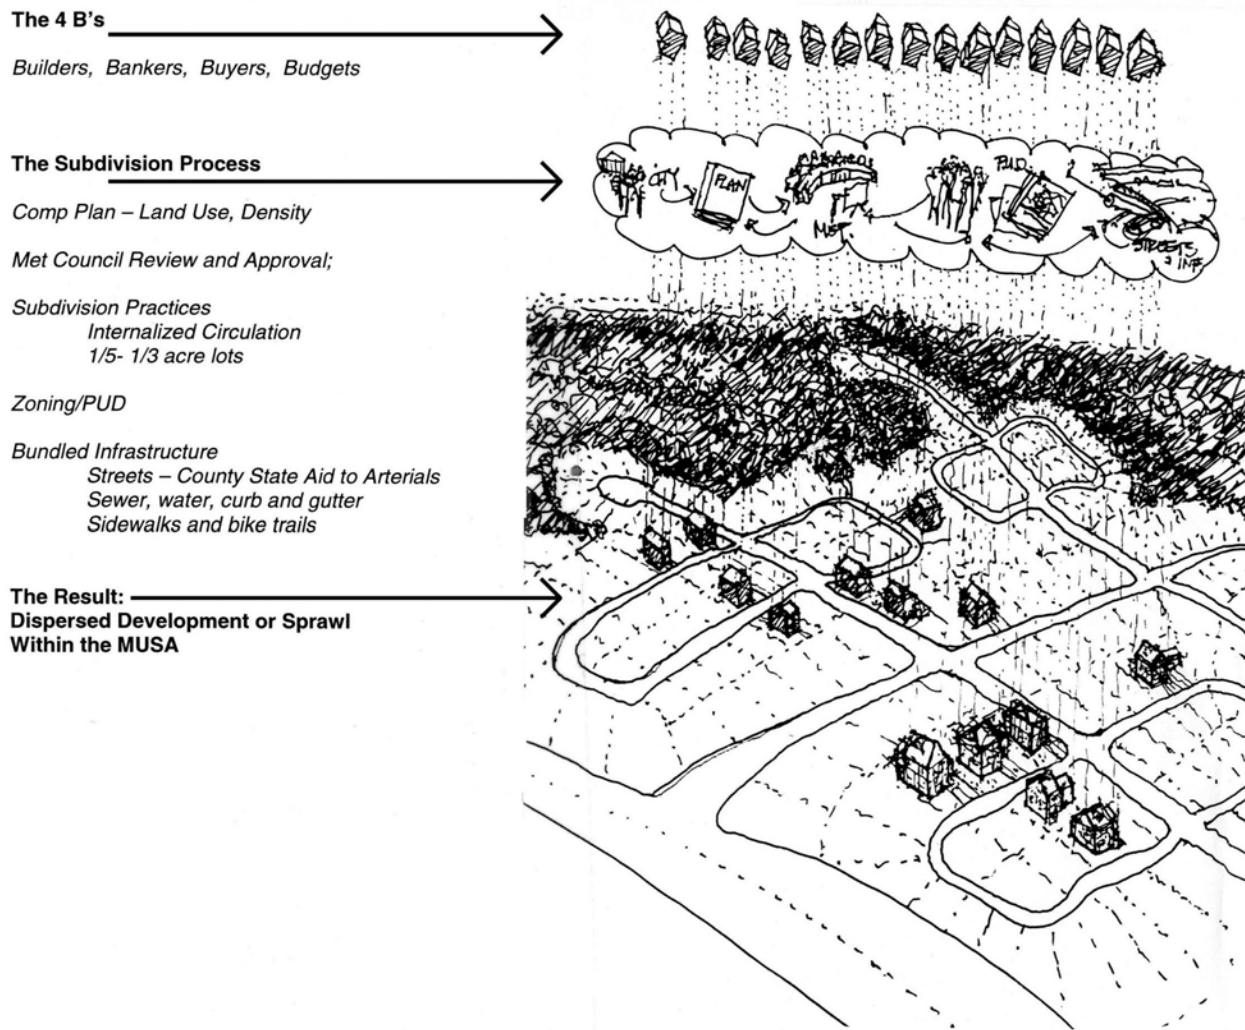 The 4 B's
Builders, Bankers, Buyers, Budgets
The Subdivision Process
Comp Plan – Land Use, Density
Met Council Review and Approval;
Subdivision Practices
Internalized Circulation
1/5- 1/3 acre lots
Zoning/PUD
Bundled Infrastructure
Streets – County State Aid to Arterials
Sewer, water, curb and gutter
Sidewalks and bike trails
The Result:
Dispersed Development or Sprawl
Within the MUSA
CITY
PLAN
MET.
PUD
STREETS
INF.